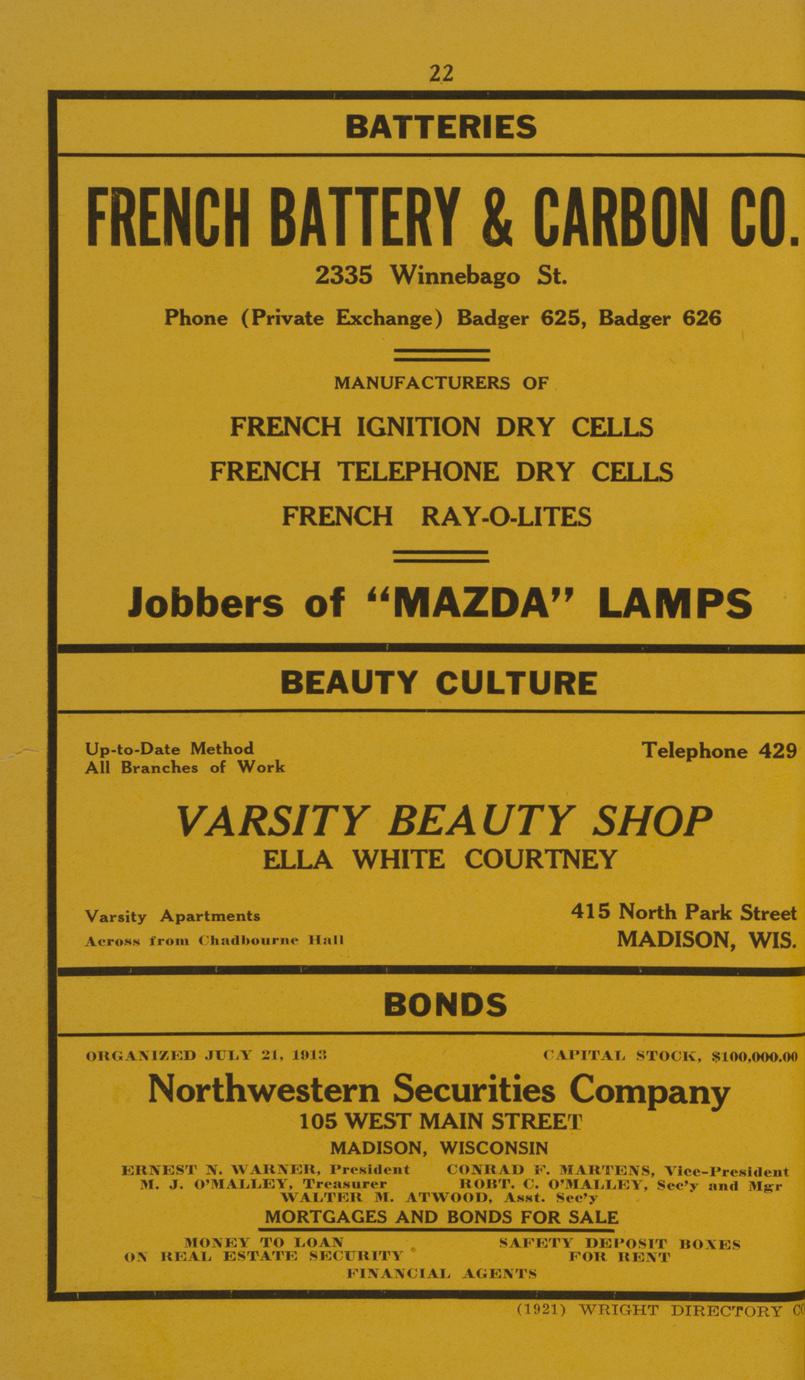 22
BATTERIES
FRENCH BATTERY & CARBON CO.
2335 Winnebago St.
Phone (Private Exchange) Badger 625, Badger 626
MANUFACTURERS OF
FRENCH IGNITION DRY CELLS
FRENCH TELEPHONE DRY CELLS
FRENCH RAY-O-LITES
Jobbers of “MAZDA” LAMPS
BEAUTY CULTURE
Up-to-Date Method
All Branches of Work
Telephone 429
VARSITY BEAUTY SHOP
ELLA WHITE COURTNEY
Varsity Apartments
Across from Chadbourne Hall
415 North Park Street
MADISON, WIS.
BONDS
ORGANIZED JULY 21, 1913 CAPITAL STOCK, $100,000.00
Northwestern Securities Company
105 WEST MAIN STREET
MADISON, WISCONSIN
ERNEST N. WARNER, President CONRAD F. MARTENS, Vice-President
M. J. O’MALLEY, Treasurer ROBT. C. O’MALLEY, Sec’y and Mgr
WALTER M. ATWOOD, Asst. Sec’y
MORTGAGES AND BONDS FOR SALE
MONEY TO LOAN
ON REAL ESTATE SECURITY
SAFETY DEPOSIT BOXES
FOR RENT
FINANCIAL AGENTS
(1921) WRIGHT DIRECTORY